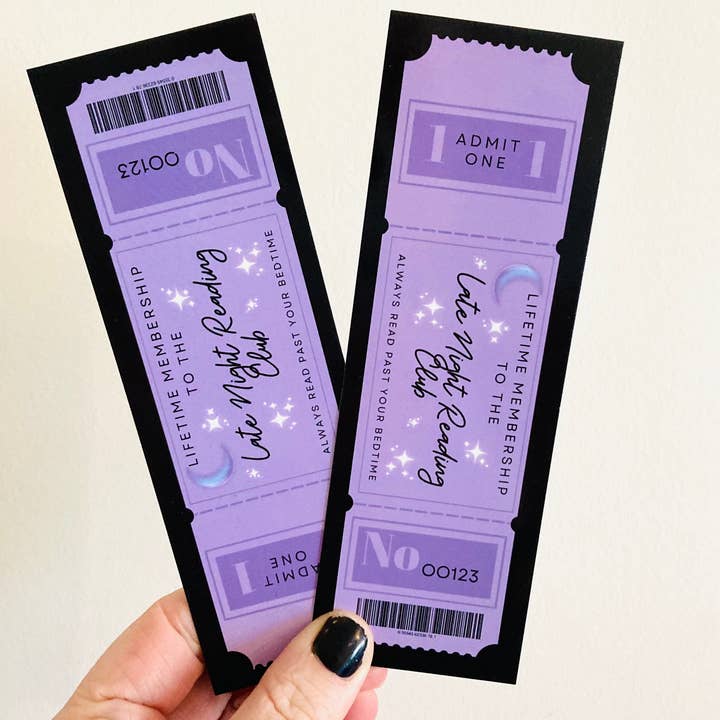 No
00123
LIFETIME MEMBERSHIP
TO THE
Late Night Reading
Club
ALWAYS READ PAST YOUR BEDTIME
1
ADMIT
ONE
1 ADMIT 1
ONE
LIFETIME MEMBERSHIP
TO THE
Late Night Reading
Club
ALWAYS READ PAST YOUR BEDTIME
No 00123